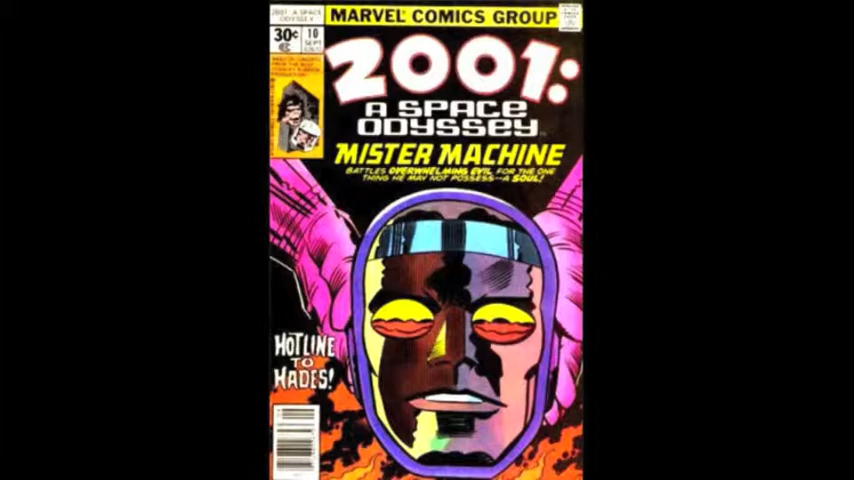 2001: A SPACE
ODYSSEY
MARVEL COMICS GROUP
30¢
10
SEPT
2001:
A SPACE
ODYSSEY
MISTER MACHINE
BATTLES OVERWHELMING EVIL FOR THE ONE
THING HE MAY NOT POSSESS--A SOUL!
HOTLINE
TO
HADES!